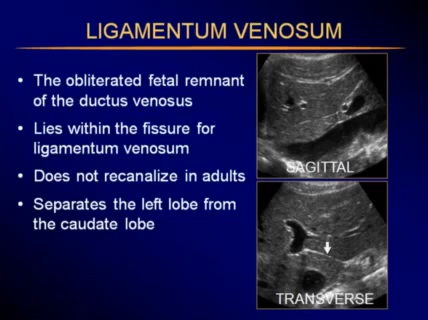 LIGAMENTUM VENOSUM
• The obliterated fetal remnant
of the ductus venosus
• Lies within the fissure for
ligamentum venosum
• Does not recanalize in adults
• Separates the left lobe from
the caudate lobe
SAGITTAL
TRANSVERSE